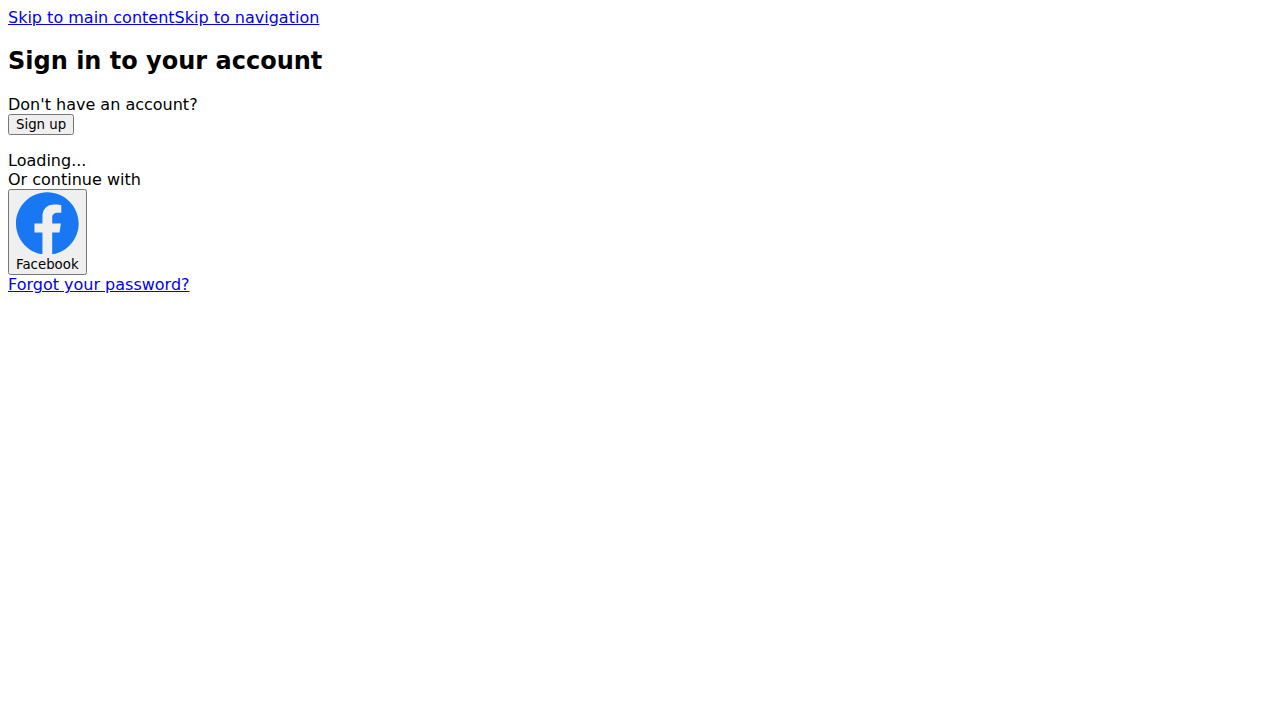 Skip to main contentSkip to navigation
Sign in to your account
Don't have an account?
Sign up
Loading...
Or continue with
Facebook
Forgot your password?